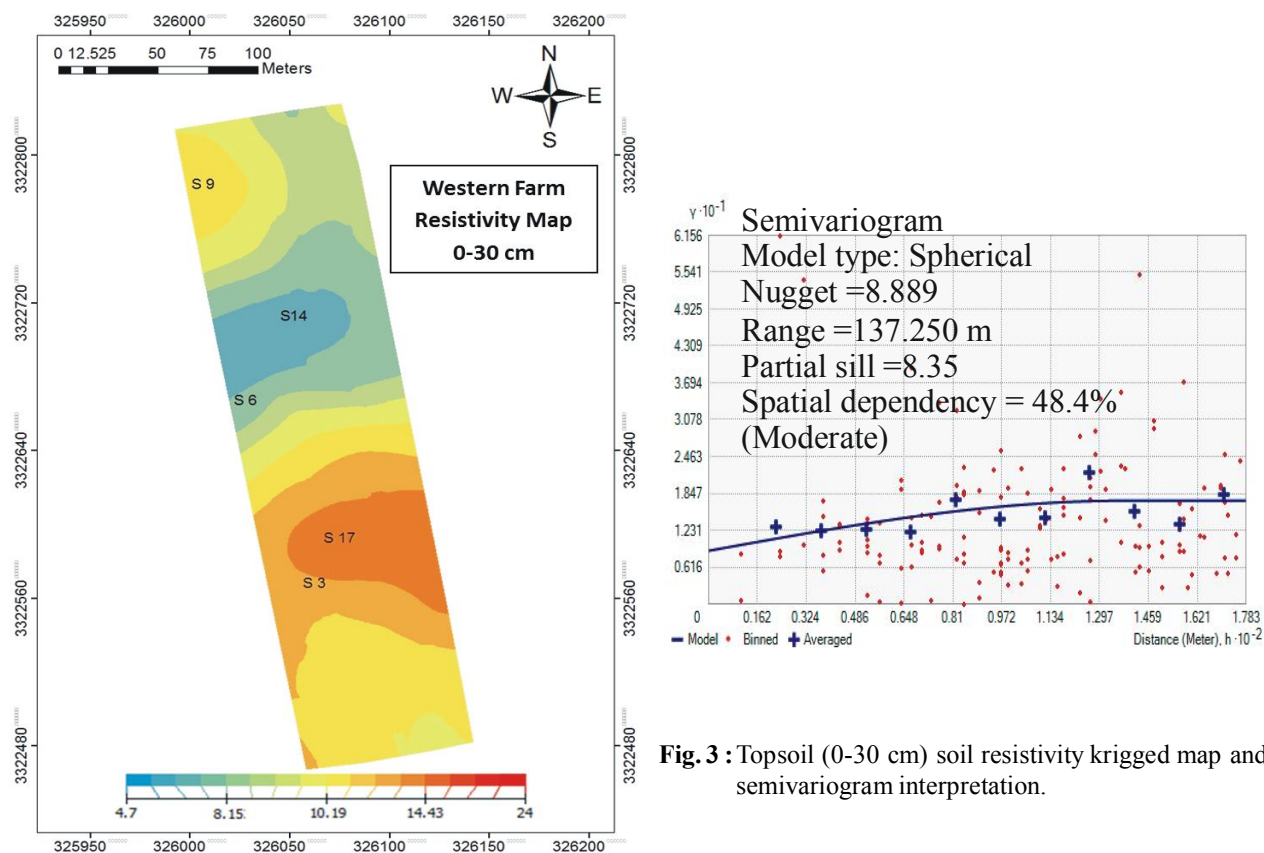 325950 326000 326050 326100 326150 326200
0 12.525 50 75 100
Meters
N
W E
S
3322800
3322720
3322640
3322560
3322480
Western Farm
Resistivity Map
0-30 cm
S 9
S14
S 6
S 17
S 3
3322800
3322720
3322640
3322560
3322480
4.7 8.15 10.19 14.43 24
325950 326000 326050 326100 326150 326200
γ·10⁻¹
6.156
5.541
4.925
4.309
3.694
3.078
2.463
1.847
1.231
0.616
Semivariogram
Model type: Spherical
Nugget =8.889
Range =137.250 m
Partial sill =8.35
Spatial dependency = 48.4%
(Moderate)
0 0.162 0.324 0.486 0.648 0.81 0.972 1.134 1.297 1.459 1.621 1.783
Model Binned Averaged Distance (Meter), h·10⁻²
Fig. 3 : Topsoil (0-30 cm) soil resistivity krigged map and
semivariogram interpretation.